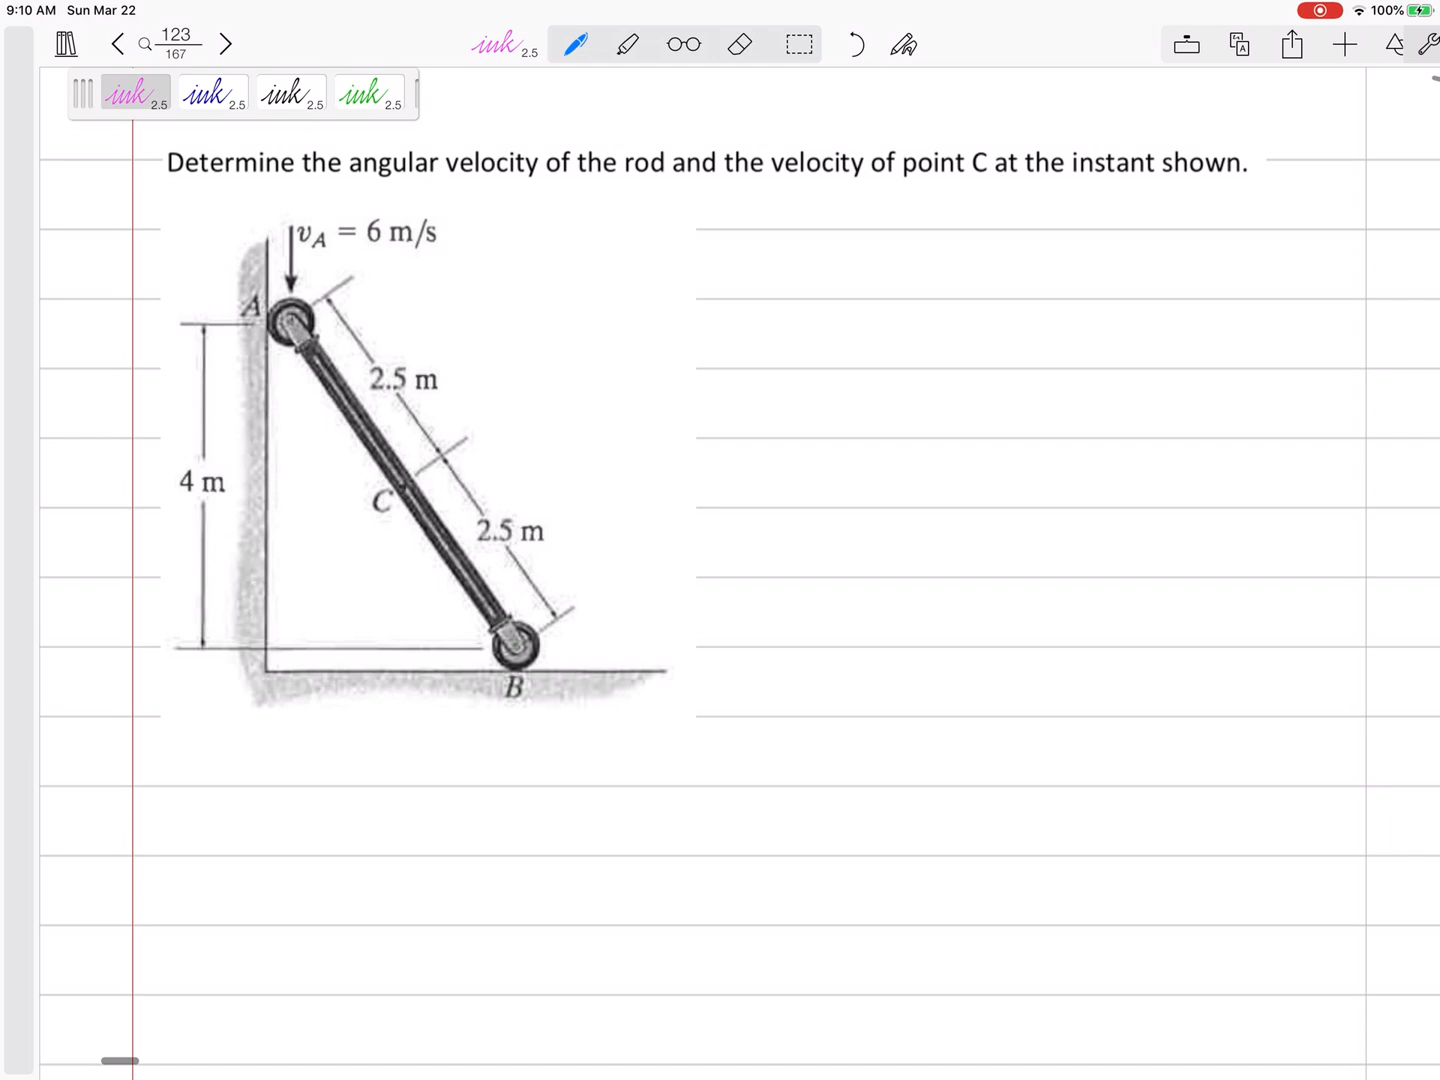 9:10 AM Sun Mar 22
100%
123
167
ink 2.5
ink 2.5
ink 2.5
ink 2.5
ink 2.5
Determine the angular velocity of the rod and the velocity of point C at the instant shown.
v_A = 6 m/s
A
2.5 m
4 m
C
2.5 m
B